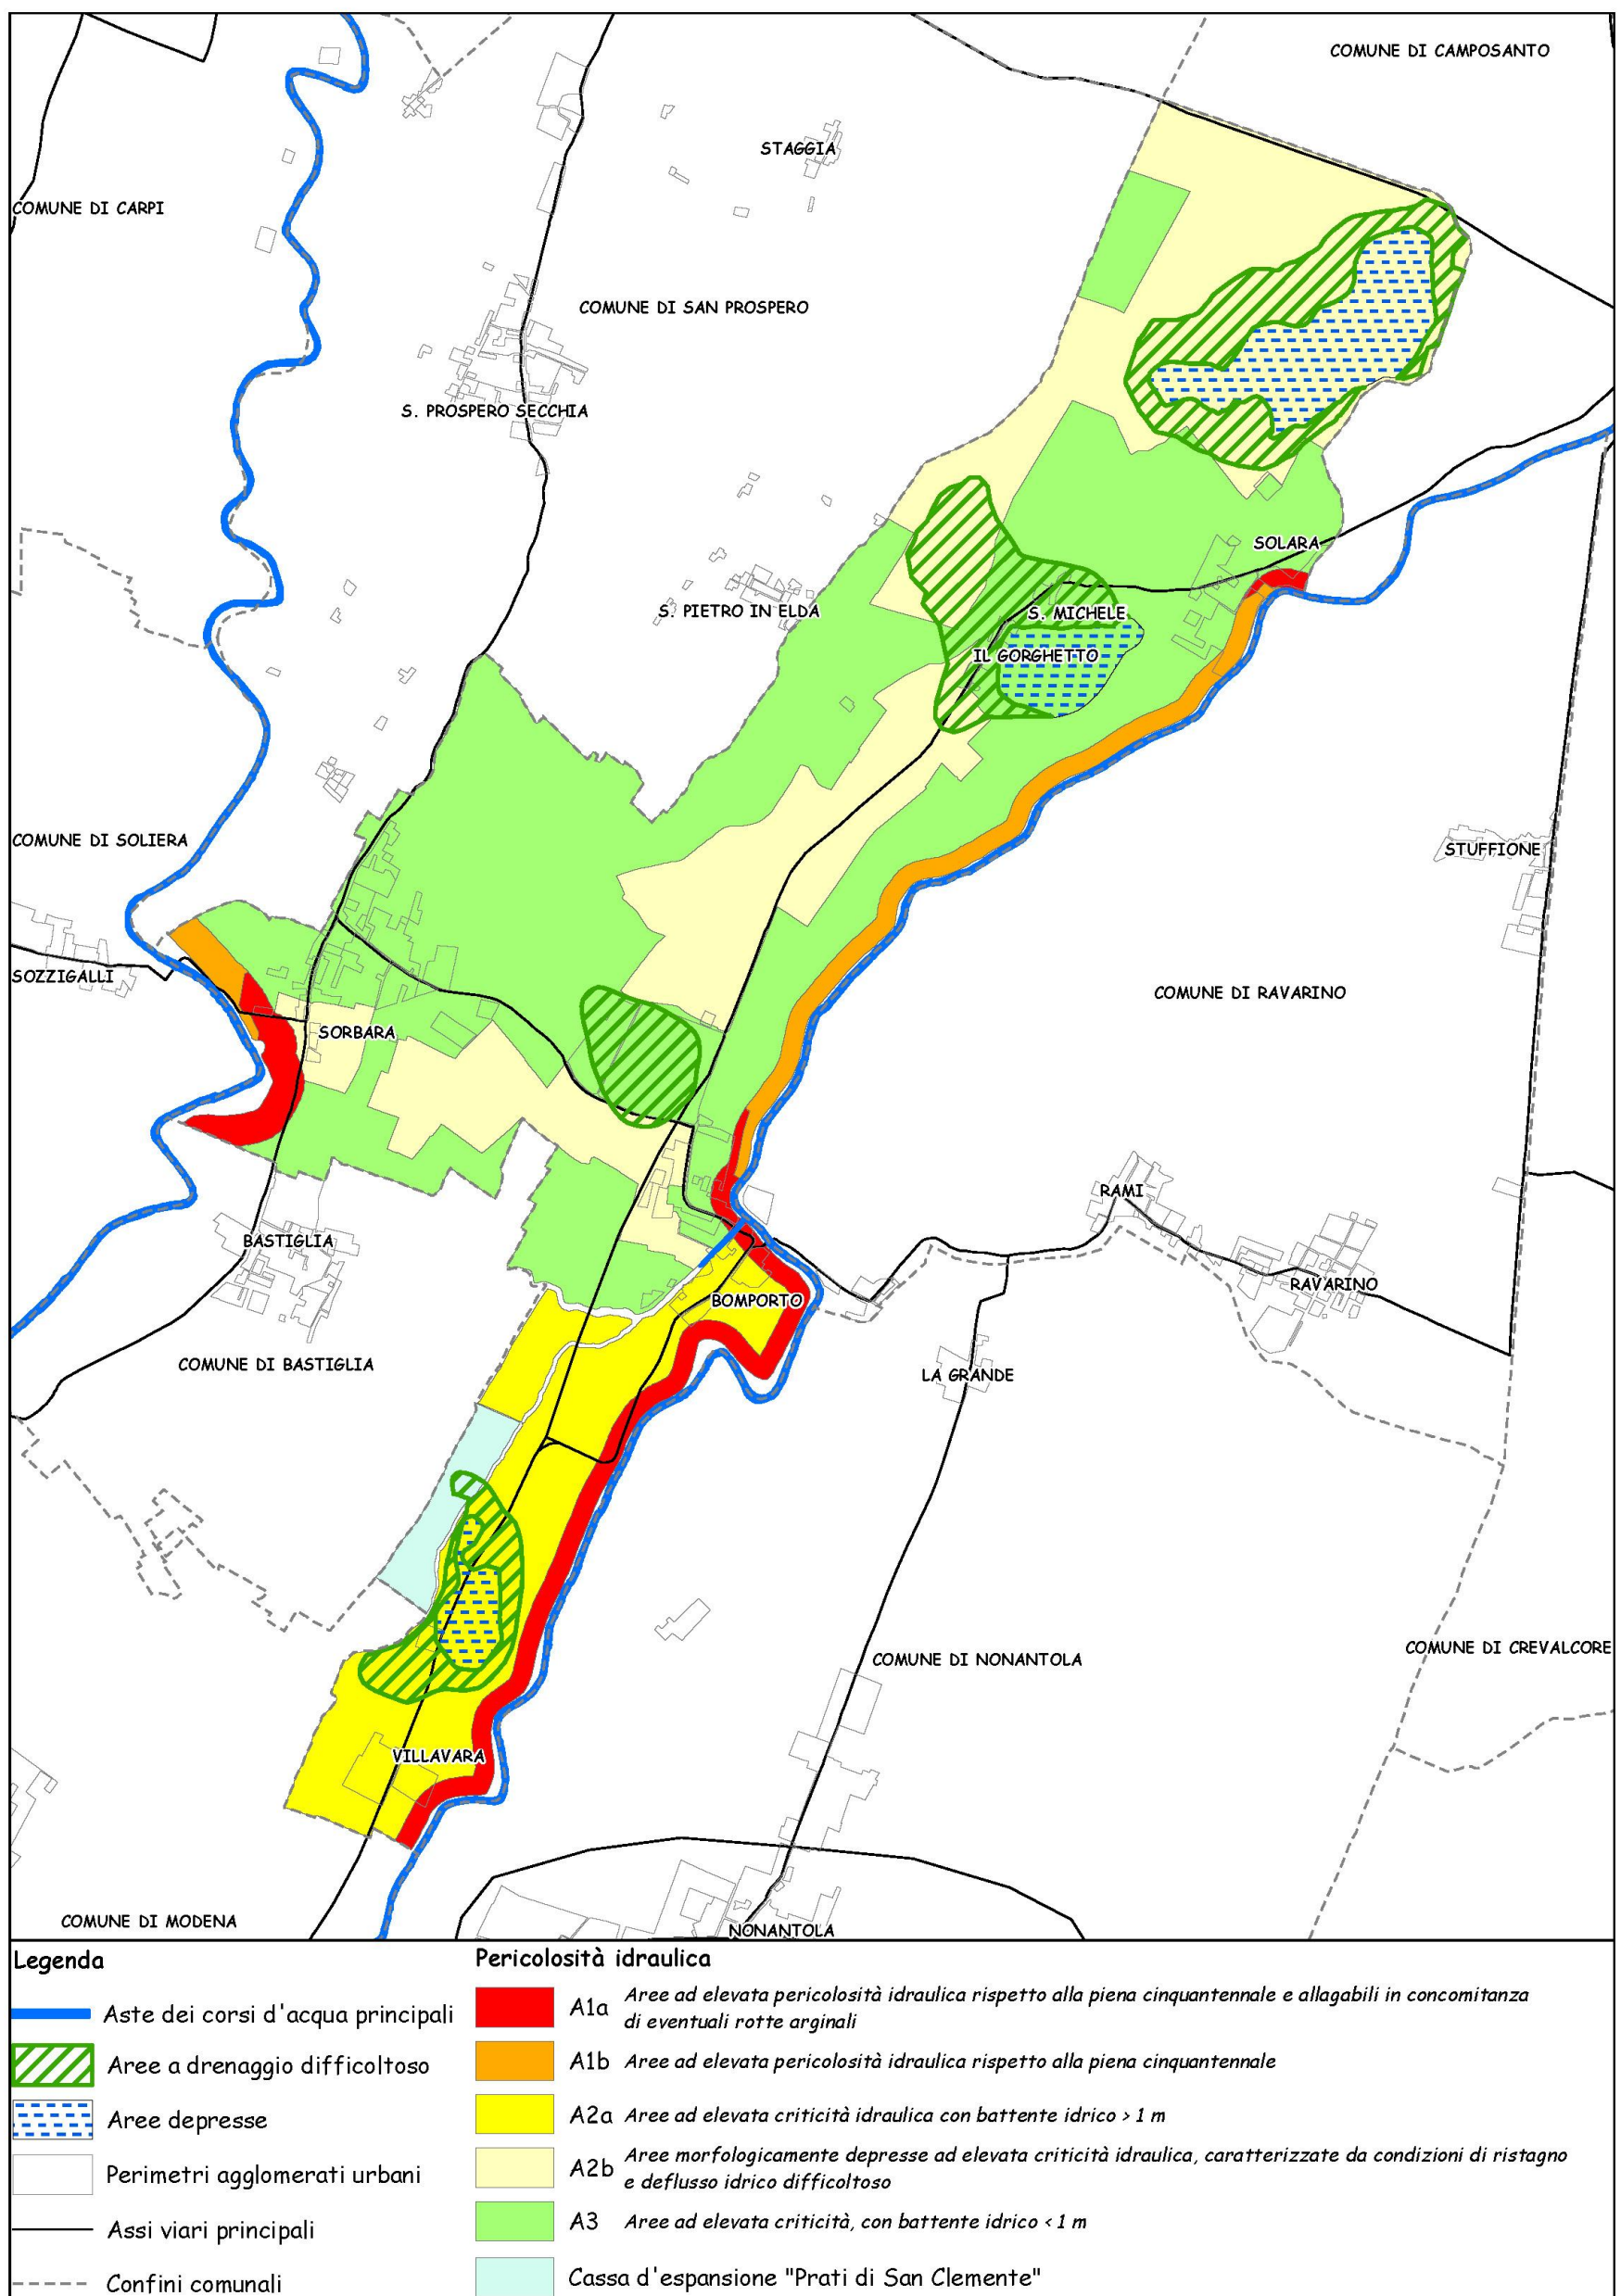 COMUNE DI CAMPOSANTO
STAGGIA
COMUNE DI CARPI
COMUNE DI SAN PROSPERO
S. PROSPERO SECCHIA
SOLARA
S. PIETRO IN ELDA
S. MICHELE
IL GORGHETTO
COMUNE DI SOLIERA
STUFFIONE
SOZZIGALLI
COMUNE DI RAVARINO
SORBARA
RAMI
BASTIGLIA
RAVARINO
BOMPORTO
COMUNE DI BASTIGLIA
LA GRANDE
COMUNE DI CREVALCORE
COMUNE DI NONANTOLA
VILLAVARA
COMUNE DI MODENA
NONANTOLA
Legenda
Aste dei corsi d'acqua principali
Aree a drenaggio difficoltoso
Aree depresse
Perimetri agglomerati urbani
Assi viari principali
Confini comunali
Pericolosità idraulica
A1a Aree ad elevata pericolosità idraulica rispetto alla piena cinquantennale e allagabili in concomitanza
di eventuali rotte arginali
A1b Aree ad elevata pericolosità idraulica rispetto alla piena cinquantennale
A2a Aree ad elevata criticità idraulica con battente idrico > 1 m
A2b Aree morfologicamente depresse ad elevata criticità idraulica, caratterizzate da condizioni di ristagno
e deflusso idrico difficoltoso
A3 Aree ad elevata criticità, con battente idrico < 1 m
Cassa d'espansione "Prati di San Clemente"